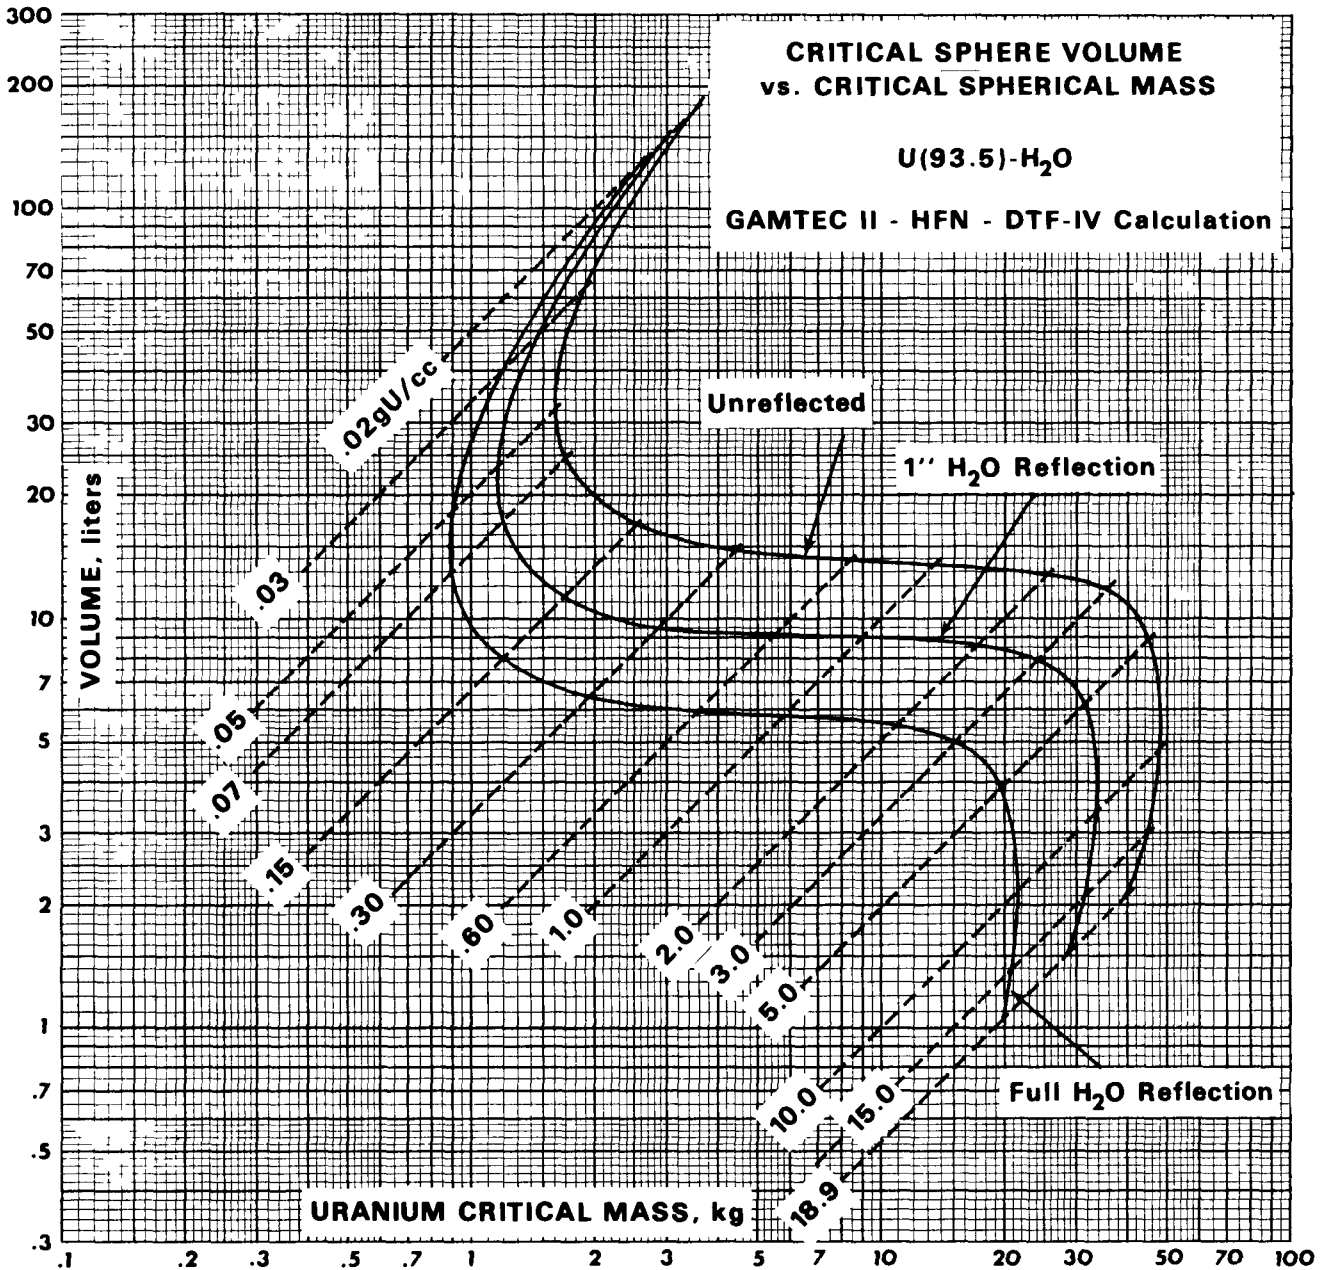 CRITICAL SPHERE VOLUME
vs. CRITICAL SPHERICAL MASS
U(93.5)-H₂O
GAMTEC II - HFN - DTF-IV Calculation
300
200
100
70
50
30
20
10
7
5
3
2
1
.7
.5
.3
VOLUME, liters
.02gU/cc
.03
.05
.07
.15
.30
.60
1.0
2.0
3.0
5.0
10.0
15.0
18.9
Unreflected
1'' H₂O Reflection
Full H₂O Reflection
URANIUM CRITICAL MASS, kg
.1 .2 .3 .5 .7 1 2 3 5 7 10 20 30 50 70 100